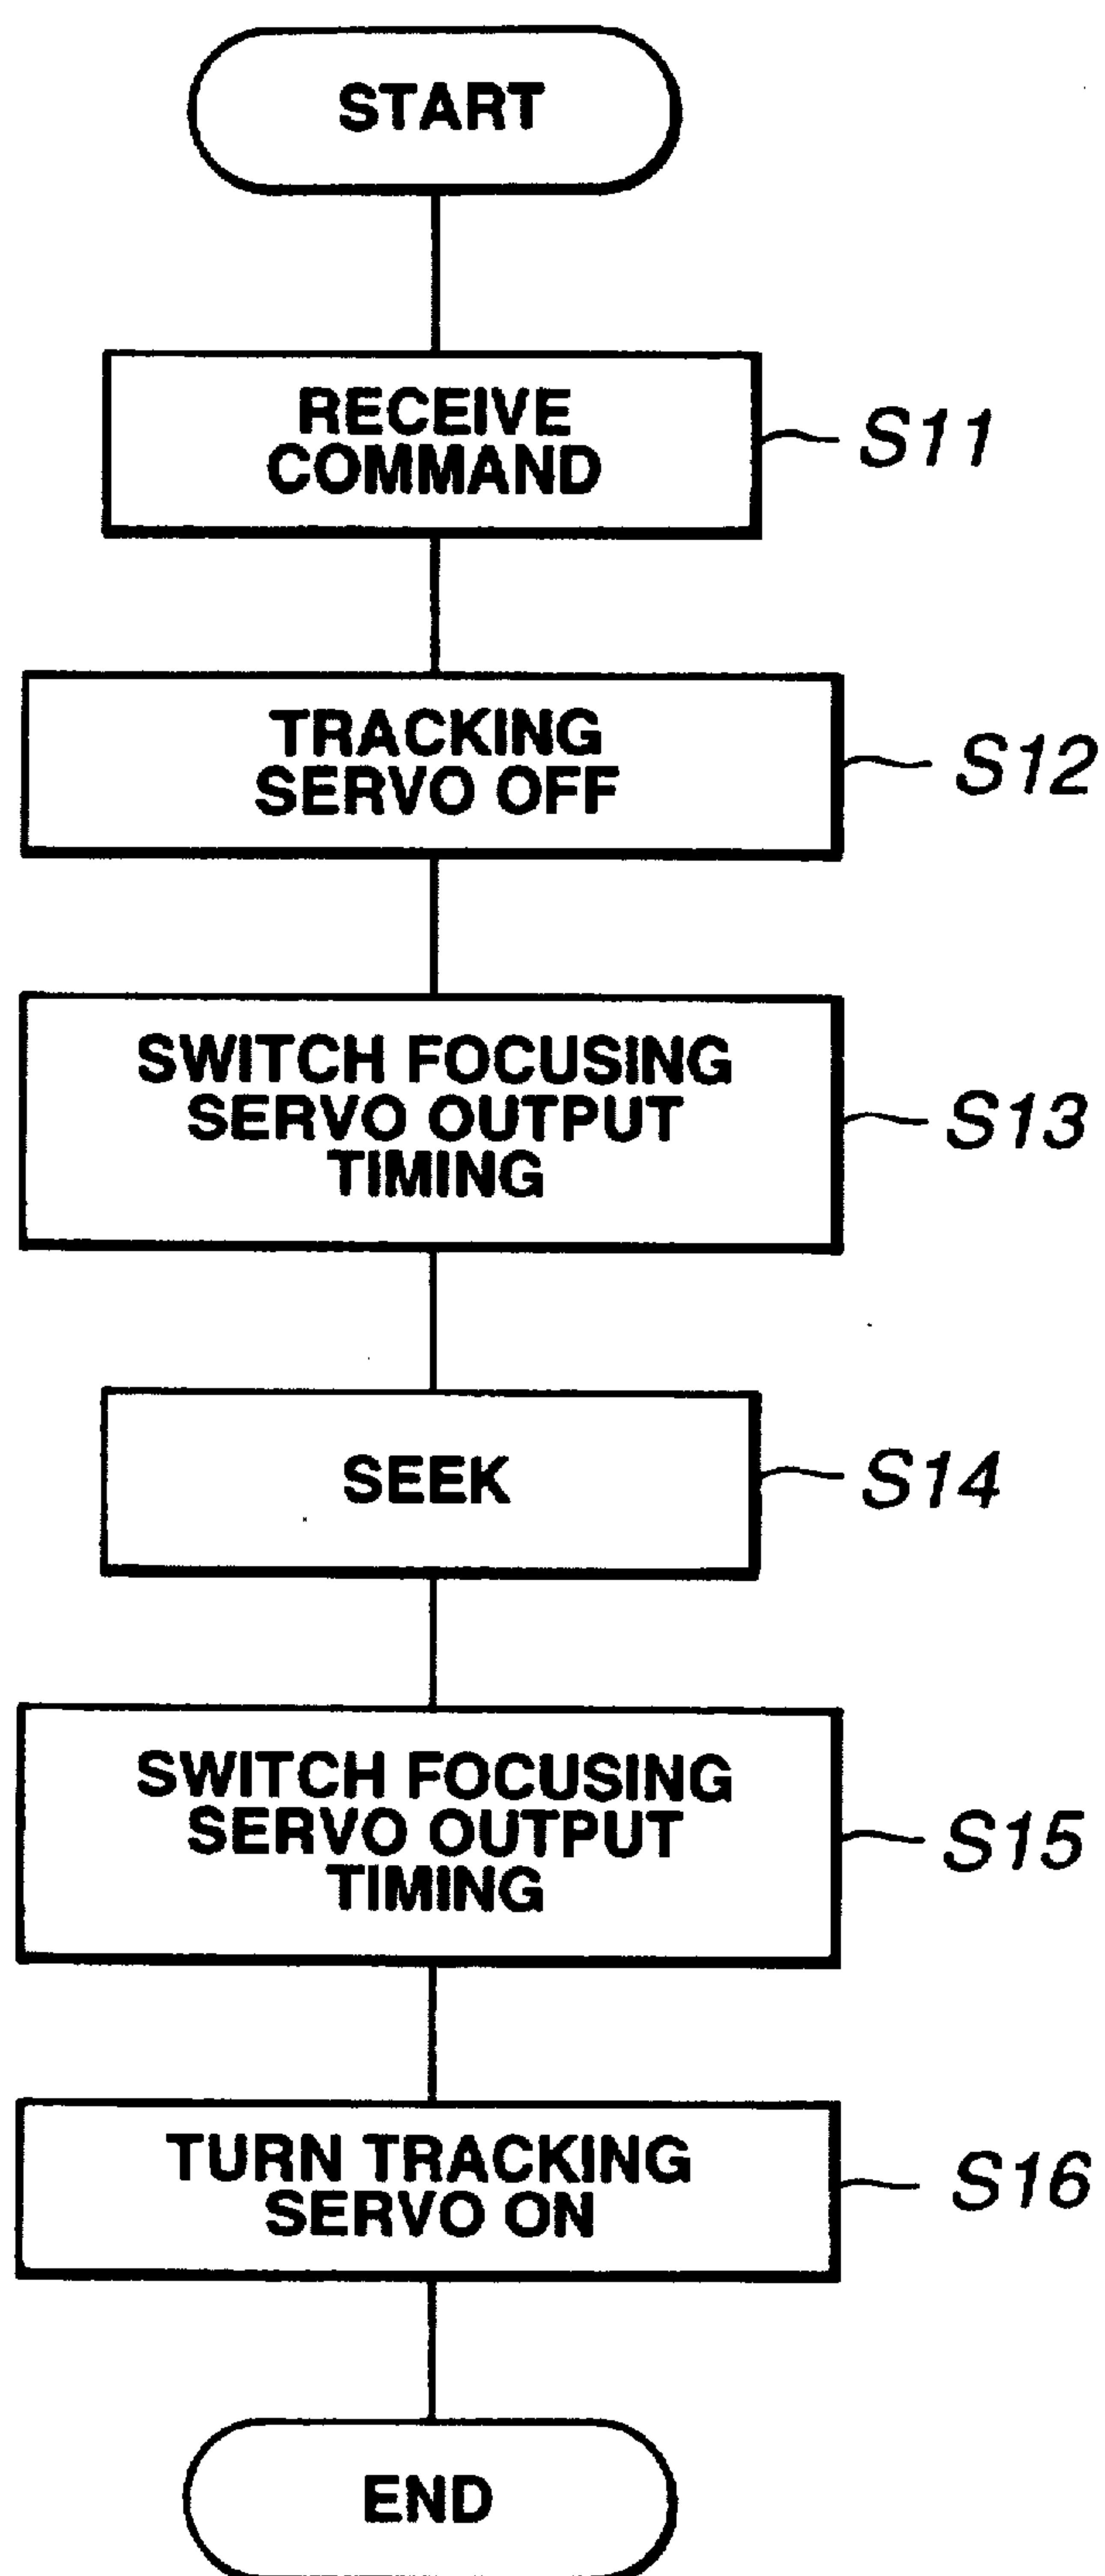 START
RECEIVE
COMMAND
S11
TRACKING
SERVO OFF
S12
SWITCH FOCUSING
SERVO OUTPUT
TIMING
S13
SEEK
S14
SWITCH FOCUSING
SERVO OUTPUT
TIMING
S15
TURN TRACKING
SERVO ON
S16
END